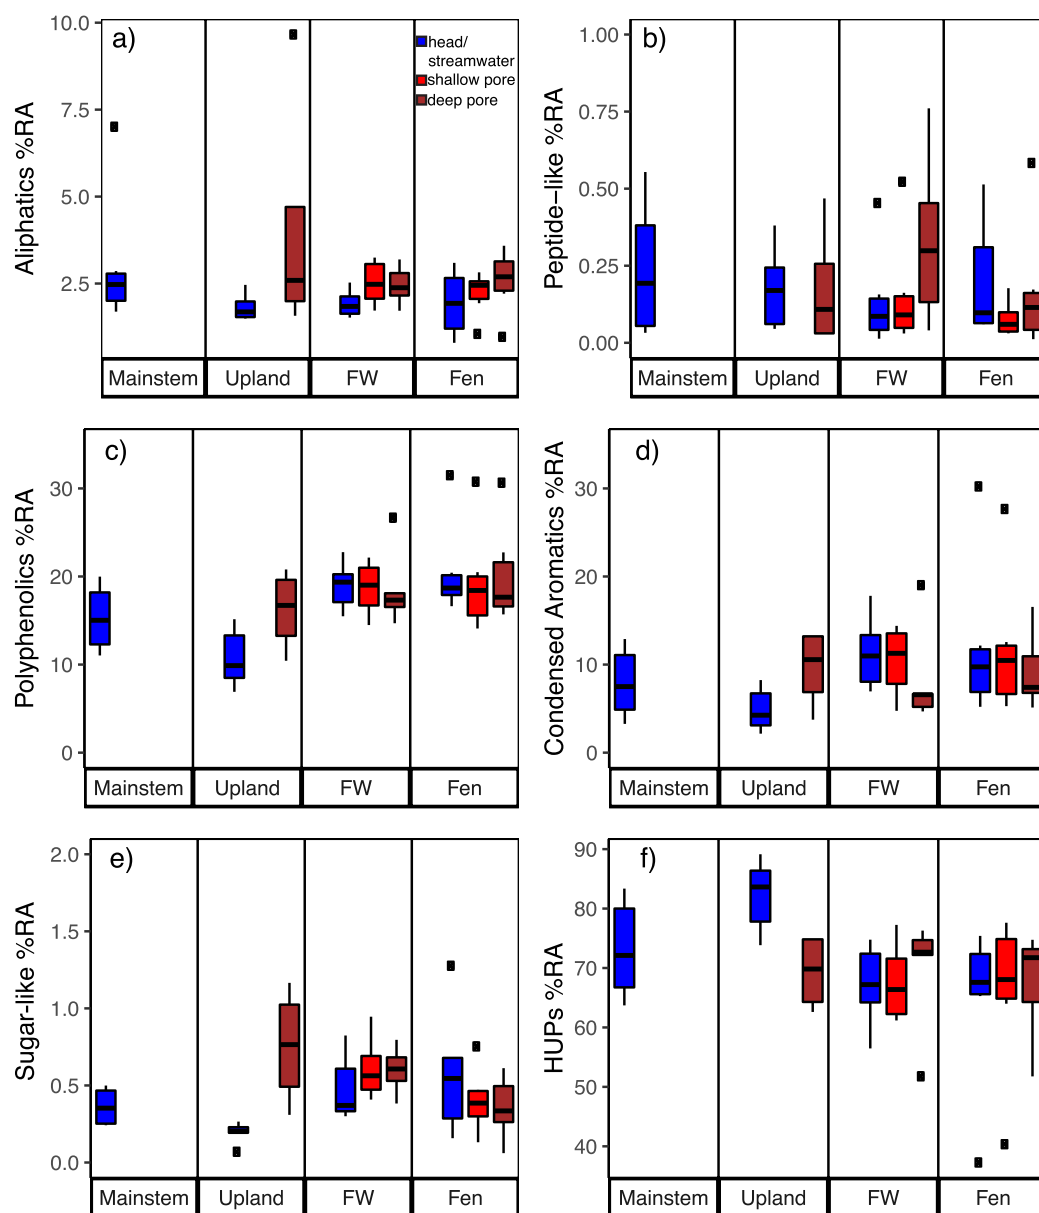 a)
10.0
7.5
5.0
2.5
Aliphatics %RA
head/
streamwater
shallow pore
deep pore
Mainstem Upland FW Fen
b)
1.00
0.75
0.50
0.25
0.00
Peptide−like %RA
Mainstem Upland FW Fen
c)
30
20
10
0
Polyphenolics %RA
Mainstem Upland FW Fen
d)
30
20
10
0
Condensed Aromatics %RA
Mainstem Upland FW Fen
e)
2.0
1.5
1.0
0.5
0.0
Sugar−like %RA
Mainstem Upland FW Fen
f)
90
80
70
60
50
40
HUPs %RA
Mainstem Upland FW Fen